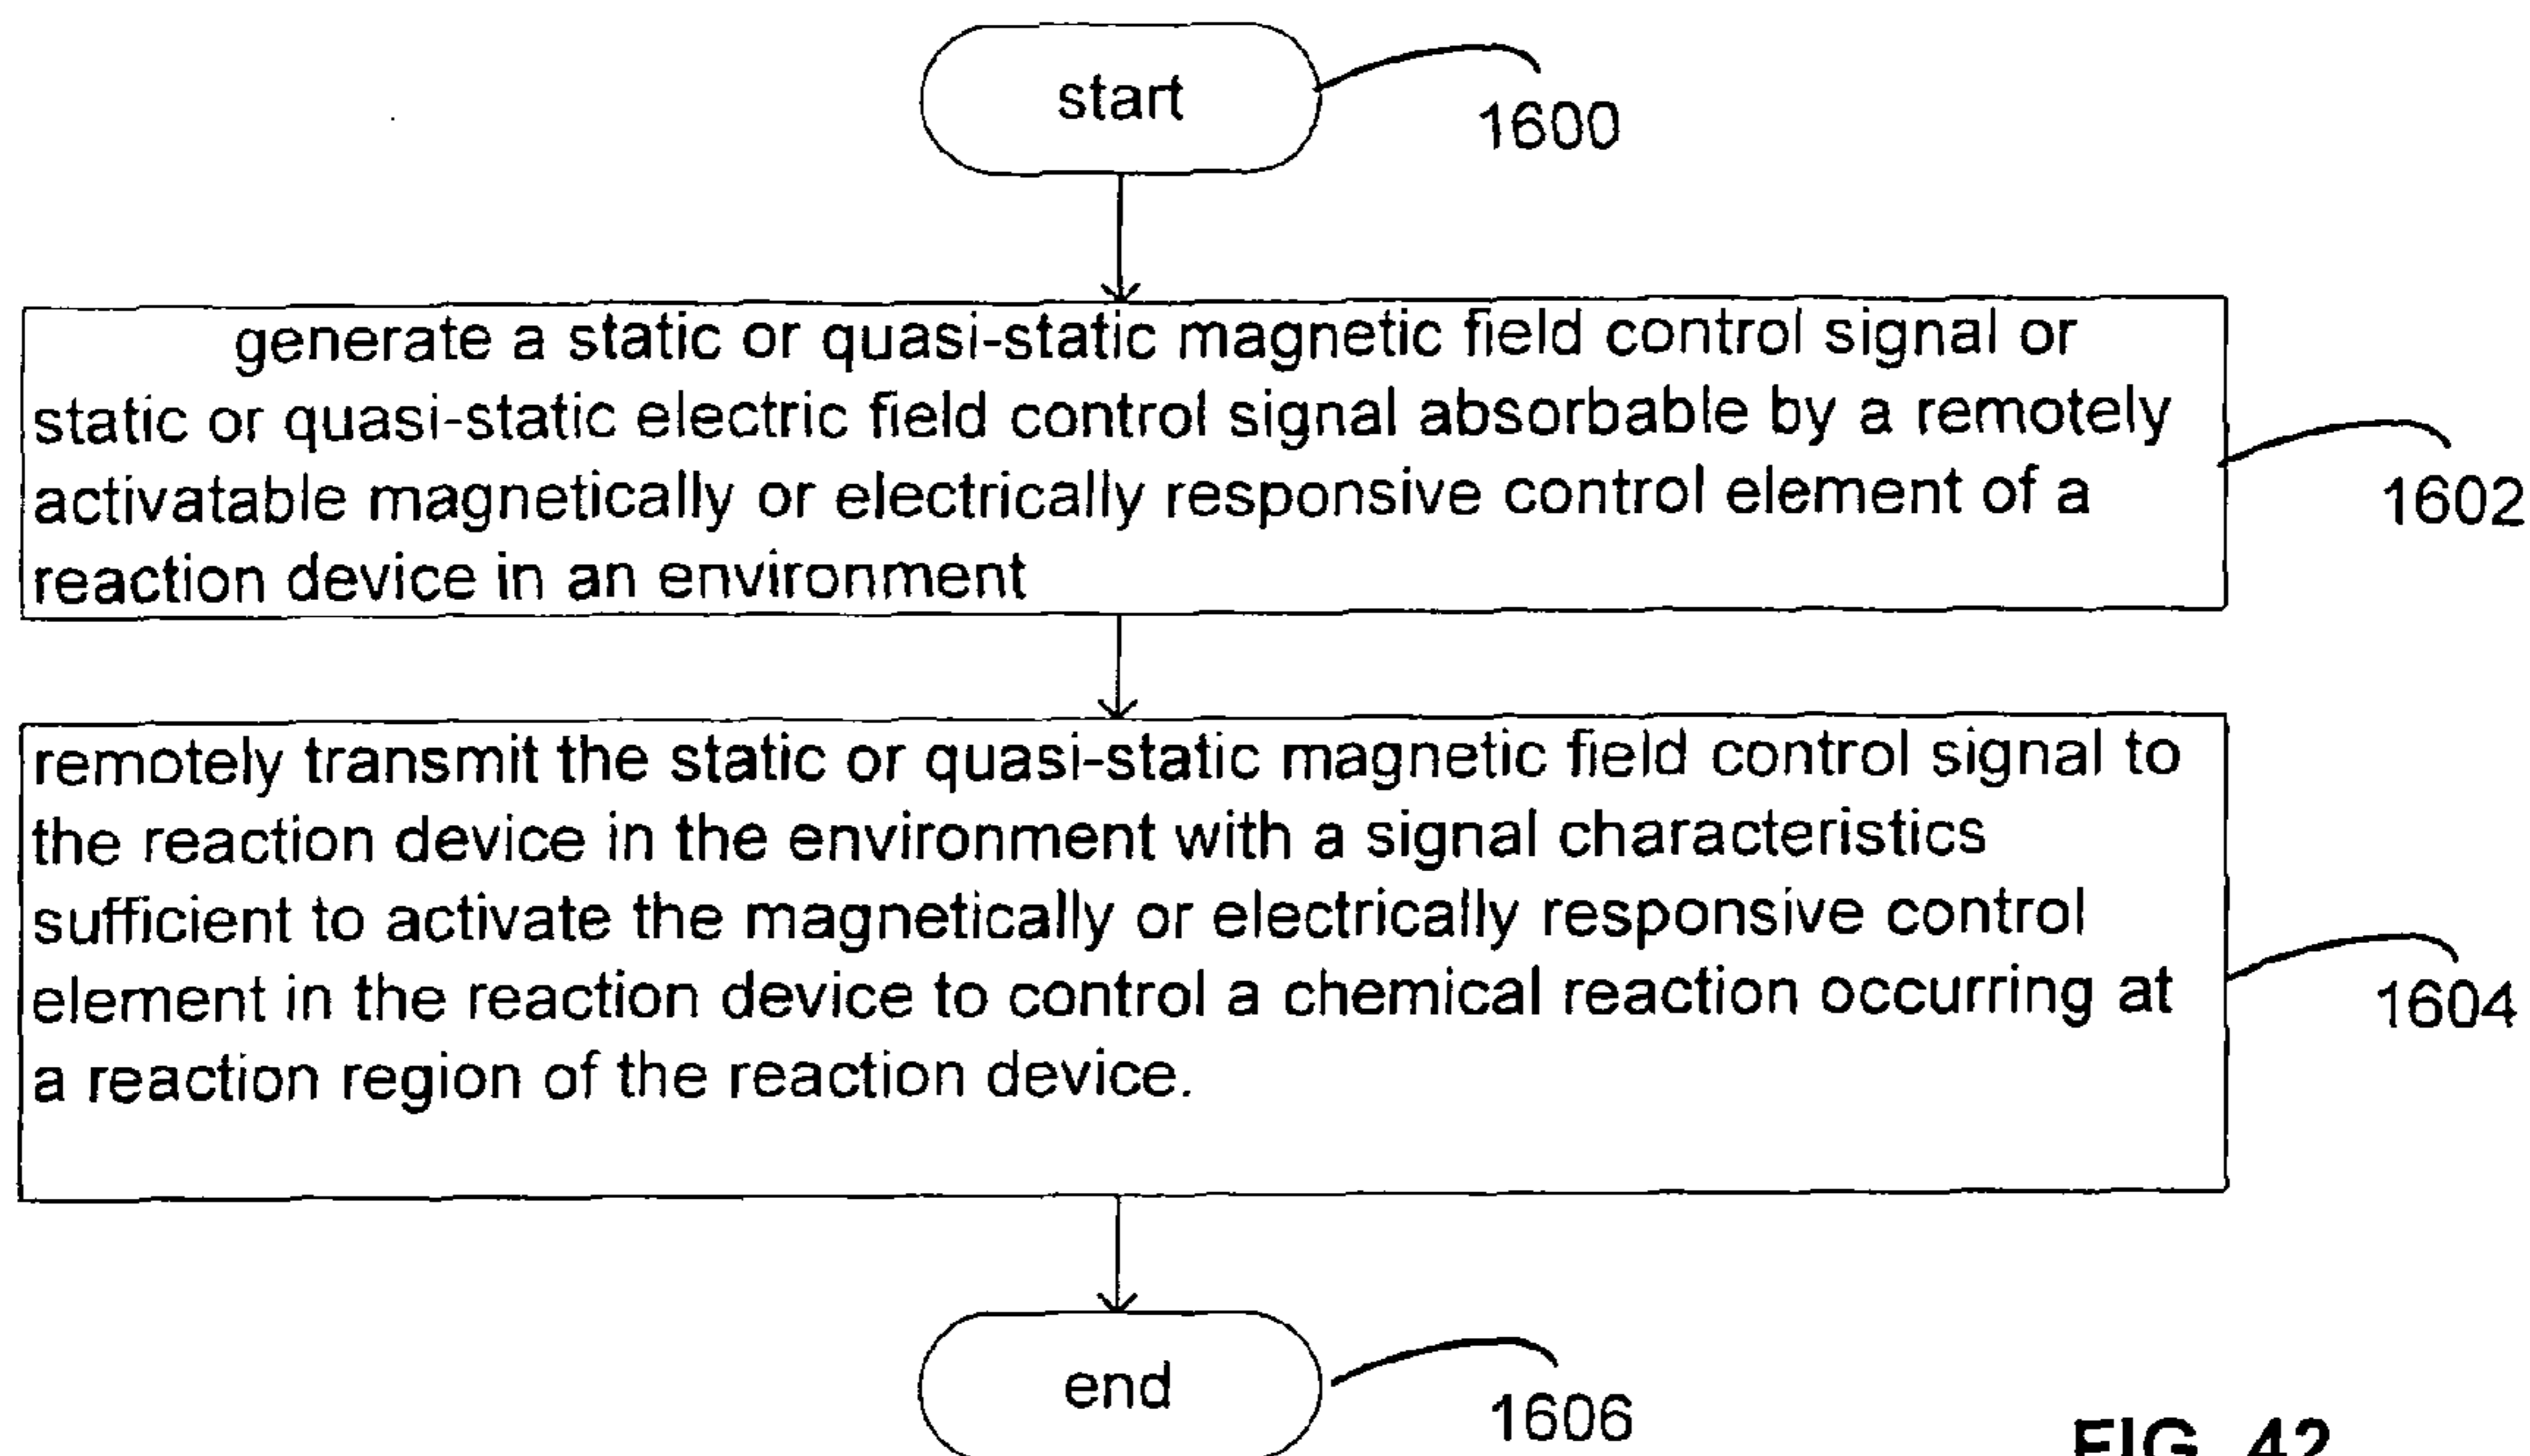 start
1600
generate a static or quasi-static magnetic field control signal or
static or quasi-static electric field control signal absorbable by a remotely
activatable magnetically or electrically responsive control element of a
reaction device in an environment
1602
remotely transmit the static or quasi-static magnetic field control signal to
the reaction device in the environment with a signal characteristics
sufficient to activate the magnetically or electrically responsive control
element in the reaction device to control a chemical reaction occurring at
a reaction region of the reaction device.
1604
end
1606
FIG. 42